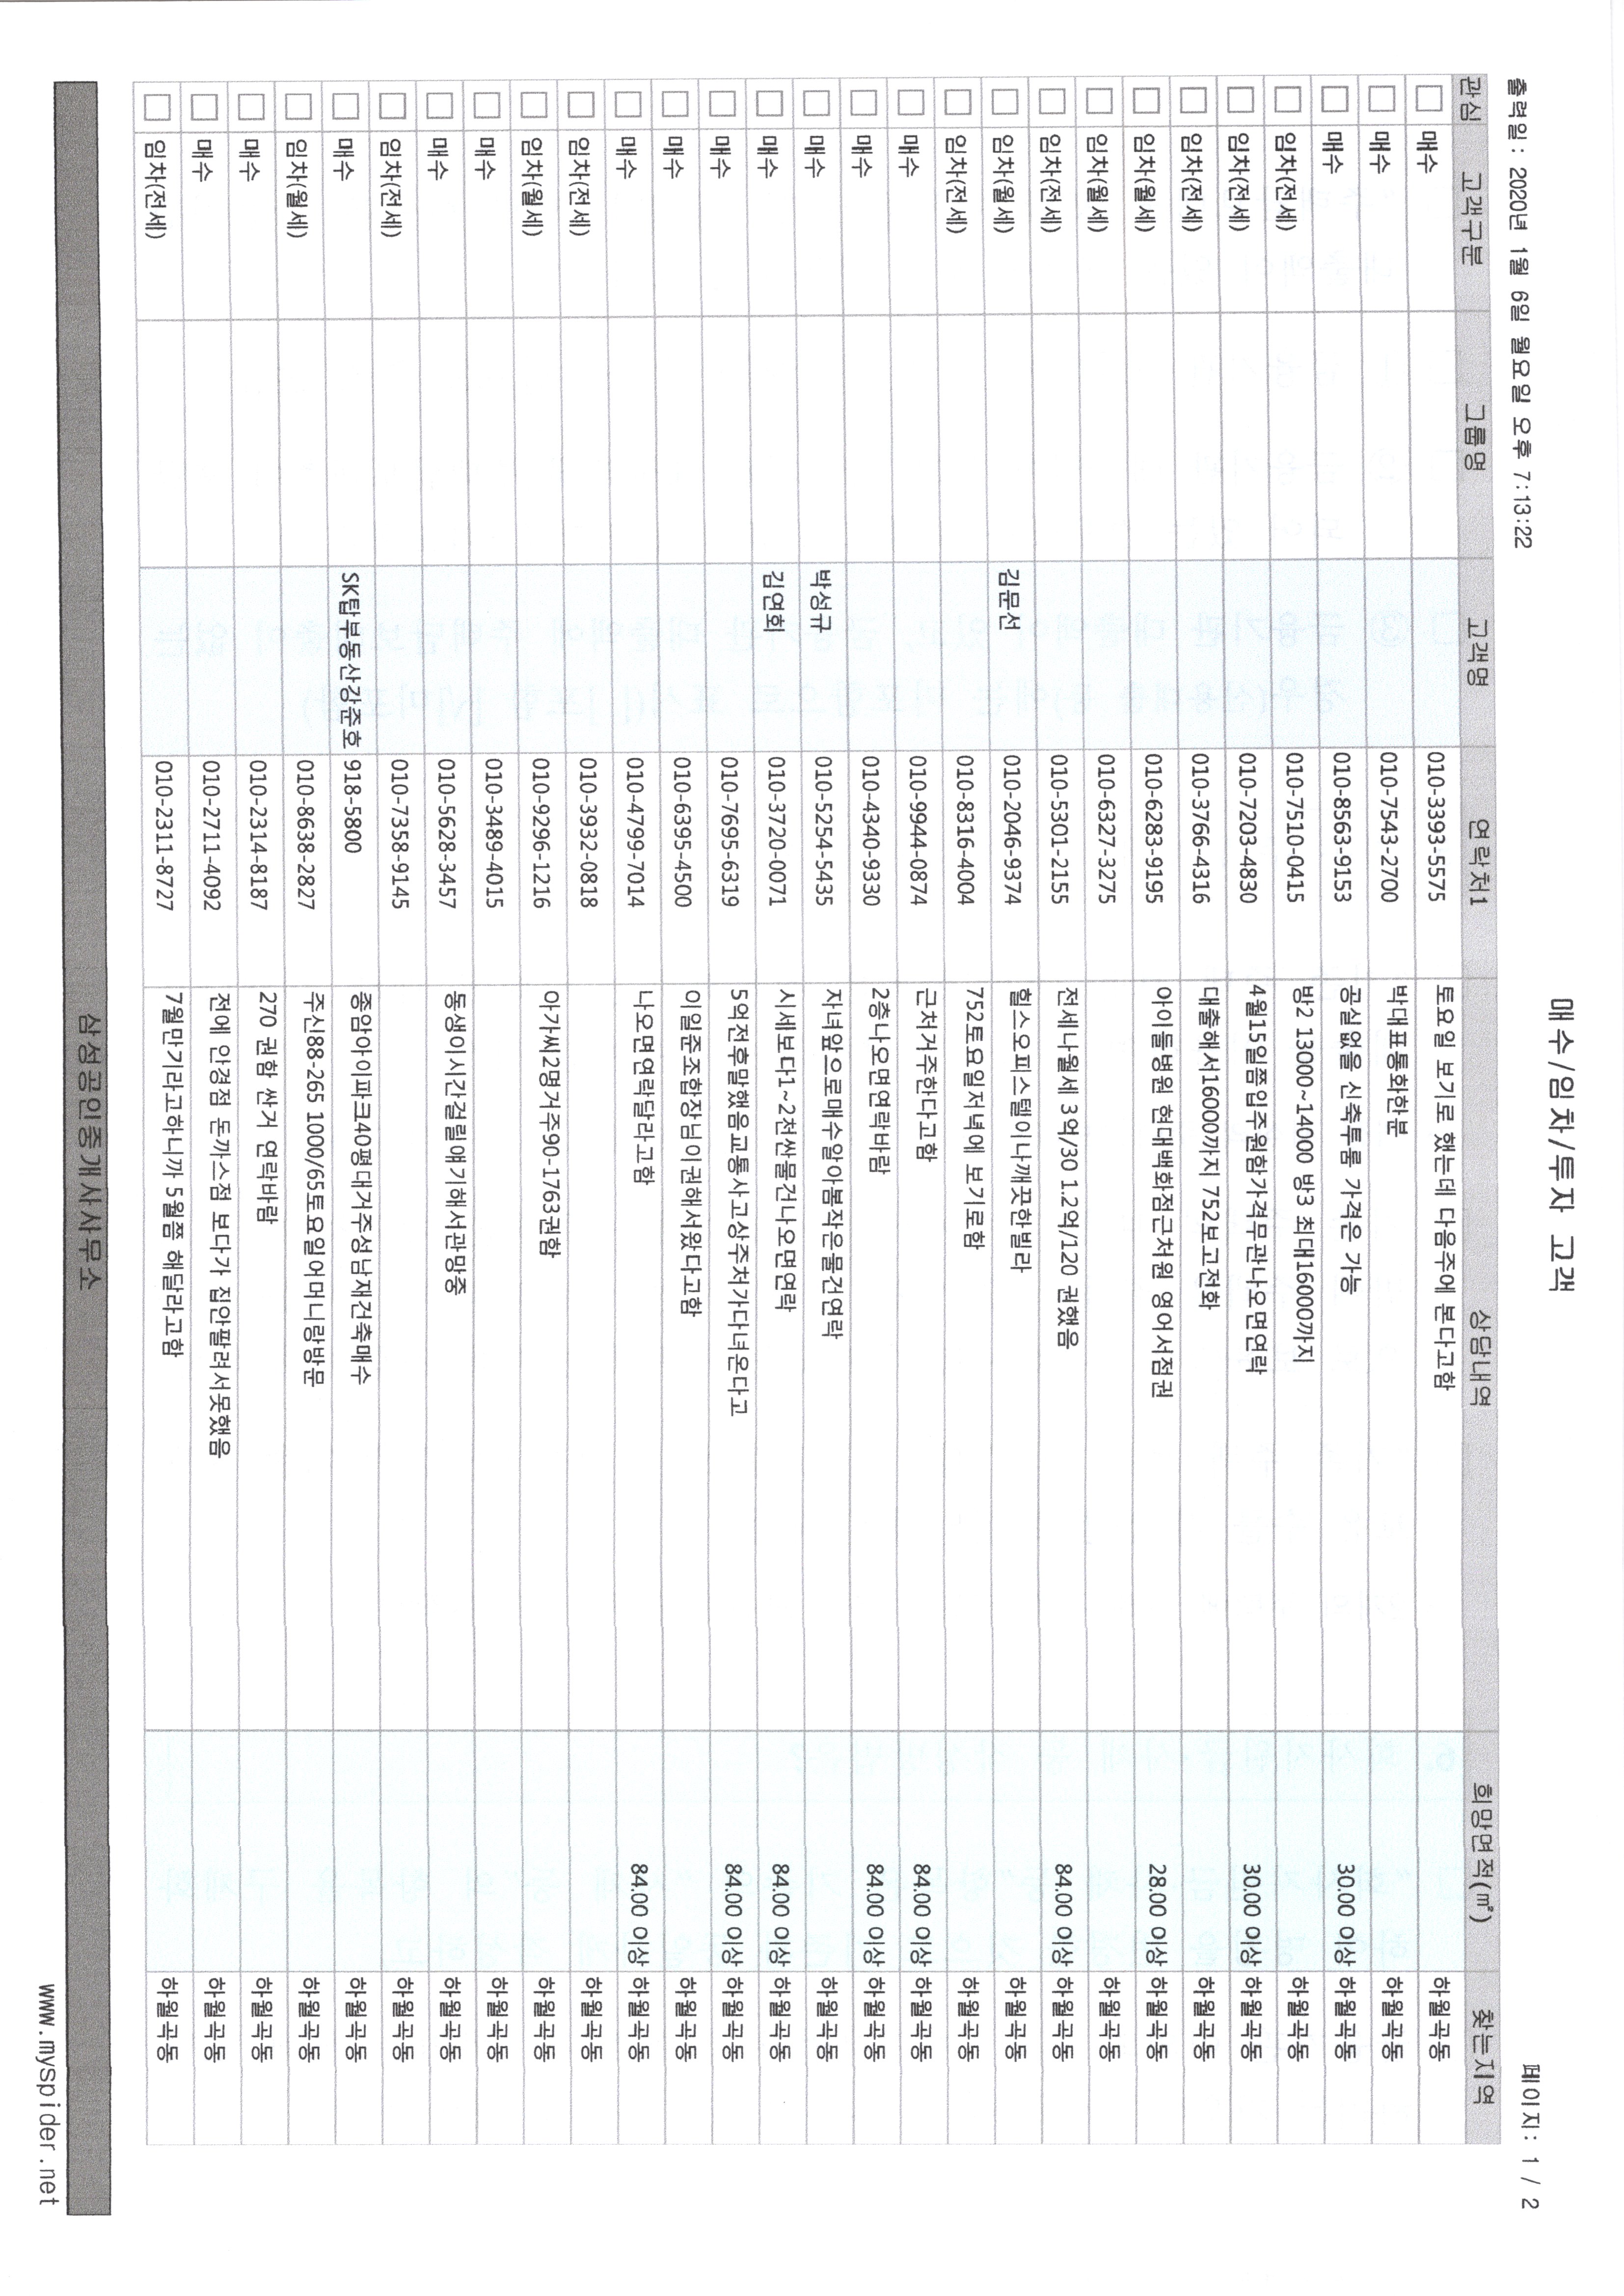 매수/임차/투자 고객
출력일: 2020년 1월 6일 월요일 오후 7:13:22
페이지: 1 / 2
관심 고객구분 그룹명 고객명 연락처1 상담내역 희망면적(㎡) 찾는지역
매수 010-3393-5575 토요일 보기로 했는데 다음주에 본다고함 하월곡동
매수 010-7543-2700 박대표통화한분 하월곡동
매수 010-8563-9153 공실없을 신축투룸 가격은 가능 30.00 이상 하월곡동
임차(전세) 010-7510-0415 방2 13000~14000 방3 최대16000까지 하월곡동
임차(전세) 010-7203-4830 4월15일쯤입주원함가격무관나오면연락 30.00 이상 하월곡동
임차(전세) 010-3766-4316 대출해서16000까지 752보고전화 하월곡동
임차(월세) 010-6283-9195 아이들병원 현대백화점근처원 영어서점권 28.00 이상 하월곡동
임차(월세) 010-6327-3275 하월곡동
임차(전세) 010-5301-2155 전세나월세 3억/30 1.2억/120 권했음 84.00 이상 하월곡동
임차(월세) 김문선 010-2046-9374 힐스오피스텔이나깨끗한빌라 하월곡동
임차(전세) 010-8316-4004 752토요일저녁에 보기로함 하월곡동
매수 010-9944-0874 근처거주한다고함 84.00 이상 하월곡동
매수 010-4340-9330 2층나오면연락바람 84.00 이상 하월곡동
매수 박성규 010-5254-5435 자녀앞으로매수알아봄작은물건연락 하월곡동
매수 김연회 010-3720-0071 시세보다1~2천싼물건나오면연락 84.00 이상 하월곡동
매수 010-7695-6319 5억전후말했음교통사고상주처가다녀온다고 84.00 이상 하월곡동
매수 010-6395-4500 이일준조합장님이권해서왔다고함 하월곡동
매수 010-4799-7014 나오면연락달라고함 84.00 이상 하월곡동
임차(전세) 010-3932-0818 하월곡동
임차(월세) 010-9296-1216 아가씨2명거주90-1763권함 하월곡동
매수 010-3489-4015 하월곡동
매수 010-5628-3457 동생이시간걸릴얘기해서관망중 하월곡동
임차(전세) 010-7358-9145 하월곡동
매수 SK탑부동산강준호 918-5800 종암아이파크40평대거주성남재건축매수 하월곡동
임차(월세) 010-8638-2827 주신88-265 1000/65토요일어머니랑방문 하월곡동
매수 010-2314-8187 270 권함 싼거 연락바람 하월곡동
매수 010-2711-4092 전에 안경점 돈까스점 보다가 집안팔려서못했음 하월곡동
임차(전세) 010-2311-8727 7월만기라고하니까 5월쯤 해달라고함 하월곡동
삼성공인중개사사무소
www.myspider.net